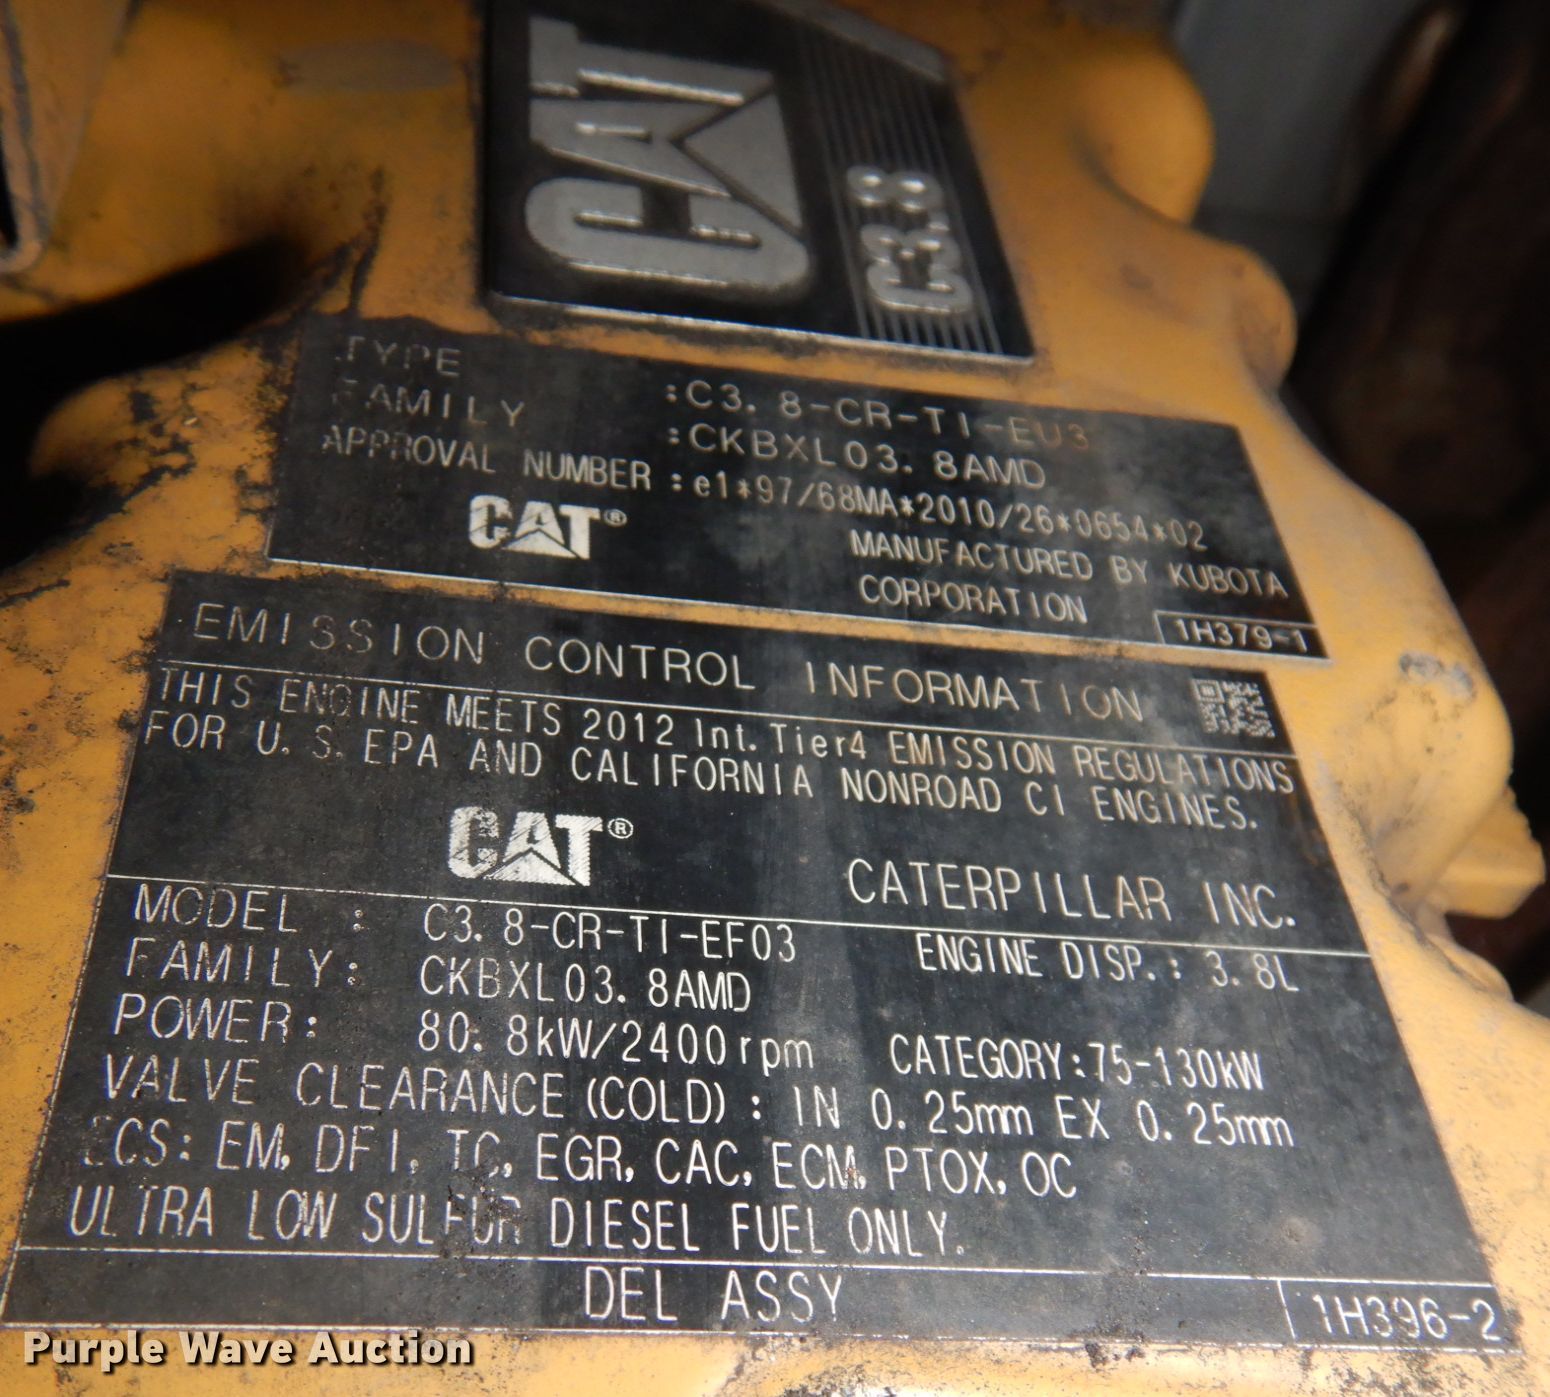 CAT
C3.8
TYPE :C3.8-CR-TI-EU3
FAMILY :CKBXL03.8AMD
APPROVAL NUMBER :e1*97/68MA*2010/26*0654*02
CAT®
MANUFACTURED BY KUBOTA
CORPORATION
1H379-1
EMISSION CONTROL INFORMATION
THIS ENGINE MEETS 2012 Int. Tier4 EMISSION REGULATIONS
FOR U.S. EPA AND CALIFORNIA NONROAD CI ENGINES.
CAT®
CATERPILLAR INC.
MODEL : C3.8-CR-TI-EF03 ENGINE DISP.: 3.8L
FAMILY: CKBXL03.8AMD
POWER: 80.8kW/2400rpm CATEGORY:75-130kW
VALVE CLEARANCE (COLD): IN 0.25mm EX 0.25mm
ECS: EM, DFI, TC, EGR, CAC, ECM, PTOX, OC
ULTRA LOW SULFUR DIESEL FUEL ONLY.
DEL ASSY
1H396-2
Purple Wave Auction